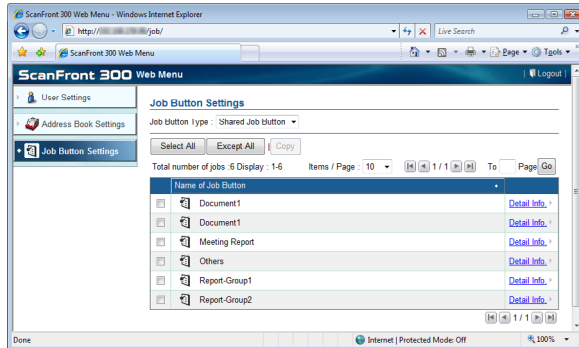 ScanFront 300 Web Menu - Windows Internet Explorer
http:// /job/
Live Search
ScanFront 300 Web Menu
Page Tools
ScanFront 300 Web Menu | Logout |
User Settings
Address Book Settings
Job Button Settings
Job Button Settings
Job Button Type : Shared Job Button
Select All Except All | Copy
Total number of jobs :6 Display : 1-6 Items / Page : 10 1 / 1 To Page Go
Name of Job Button
Document1 Detail Info.
Document1 Detail Info.
Meeting Report Detail Info.
Others Detail Info.
Report-Group1 Detail Info.
Report-Group2 Detail Info.
1 / 1
Done Internet | Protected Mode: Off 100%